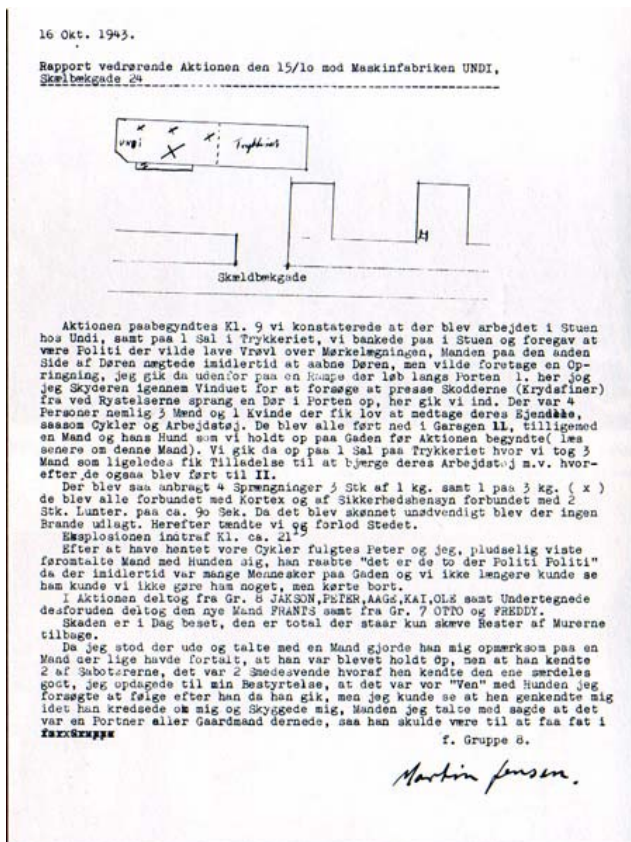 16 Okt. 1943.
Rapport vedrørende Aktionen den 15/10 mod Maskinfabriken UNDI,
Skælbækgade 24
UNDI
Trykkeriet
Skældbækgade
Aktionen paabegyndtes Kl. 9 vi konstaterede at der blev arbejdet i Stuen
hos Undi, samt paa 1 Sal i Trykkeriet, vi bankede paa i Stuen og foregav at
være Politi der vilde lave Vrøvl over Mørkelægningen, Manden paa den anden
Side af Døren nægtede imidlertid at aabne Døren, men vilde foretage en Op-
ringning, jeg gik da udenfor paa en Rampe der løb langs Porten 1. her jog
jeg Skyderen igennem Vinduet for at forsøge at presse Skodderne (Krydsfiner)
fra ved Rystelserne sprang en Dør i Porten op, her gik vi ind. Der var 4
Personer nemlig 3 Mænd og 1 Kvinde der fik lov at medtage deres Ejendele,
saasom Cykler og Arbejdstøj. De blev alle ført ned i Garagen 11, tilligemed
en Mand og hans Hund som vi holdt op paa Gaden før Aktionen begyndte( læs
senere om denne Mand). Vi gik da op paa 1 Sal paa Trykkeriet hvor vi tog 3
Mand som ligeledes fik Tilladelse til at bjærge deres Arbejdstøj m.v. hvor-
efter de ogsaa blev ført til II.
Der blev saa anbragt 4 Sprængninger 3 Stk af 1 kg. samt 1 paa 3 kg. ( x )
de blev alle forbundet med Kortex og af Sikkerhedshensyn forbundet med 2
Stk. Lunter. paa ca. 90 Sek. Da det blev skønnet unødvendigt blev der ingen
Brande udlagt. Herefter tændte vi og forlod Stedet.
Eksplosionen indtraf Kl. ca. 21 15
Efter at have hentet vore Cykler fulgtes Peter og jeg, pludselig viste
føromtalte Mand med Hunden sig, han raabte "det er de to der Politi Politi"
da der imidlertid var mange Mennesker paa Gaden og vi ikke længere kunde se
ham kunde vi ikke gøre ham noget, men kørte bort.
I Aktionen deltog fra Gr. 8 JAKSON,PETER,AAGE,KAI,OLE samt Undertegnede
desforuden deltog den nye Mand FRANTS samt fra Gr. 7 OTTO og FREDDY.
Skaden er i Dag beset, den er total der staar kun skæve Rester af Murerne
tilbage.
Da jeg stod der ude og talte med en Mand gjorde han mig opmærksom paa en
Mand der lige havde fortalt, at han var blevet holdt op, men at han kendte
2 af Sabotørerne, det var 2 Smedesvende hvoraf hen kendte den ene særdeles
godt, jeg opdagede til min Bestyrtelse, at det var vor "Ven" med Hunden jeg
forsøgte at følge efter han da han gik, men jeg kunde se at hen genkendte mig
idet han kredsede om mig og Skyggede mig, Manden jeg talte med sagde at det
var en Portner eller Gaardmand dernede, saa han skulde være til at faa fat i
f. Gruppe 8.
Martin Jensen.